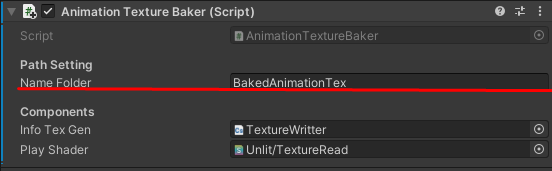 Animation Texture Baker (Script)
Script AnimationTextureBaker
Path Setting
Name Folder BakedAnimationTex
Components
Info Tex Gen TextureWritter
Play Shader Unlit/TextureRead